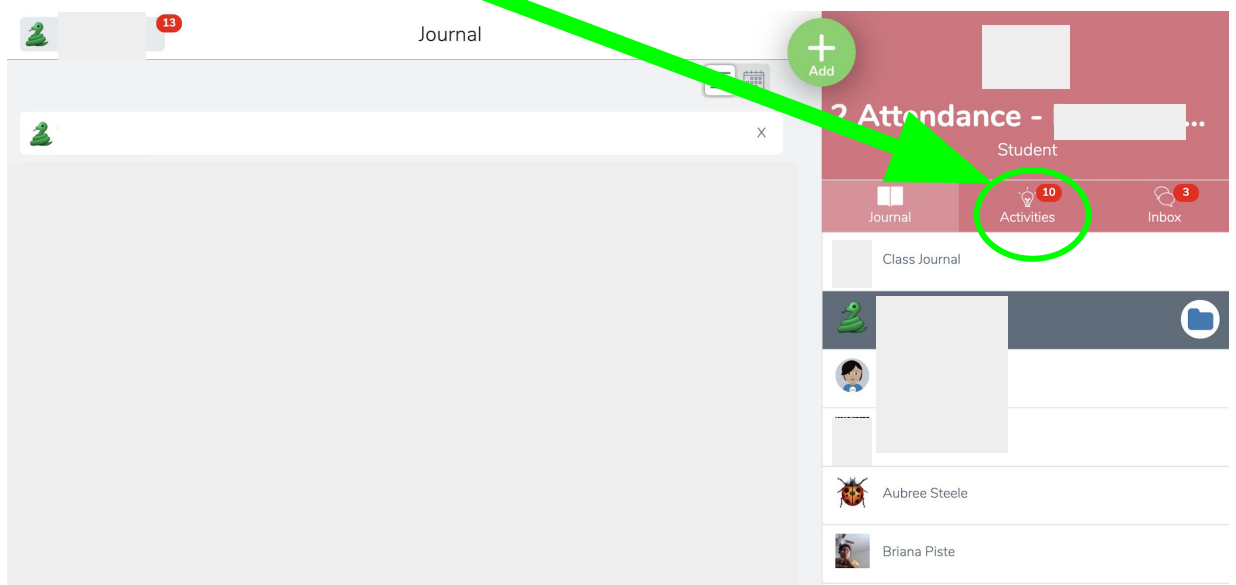 13
Journal
Add
2 Attendance -
...
Student
Journal
10
Activities
3
Inbox
Class Journal
X
Aubree Steele
Briana Piste